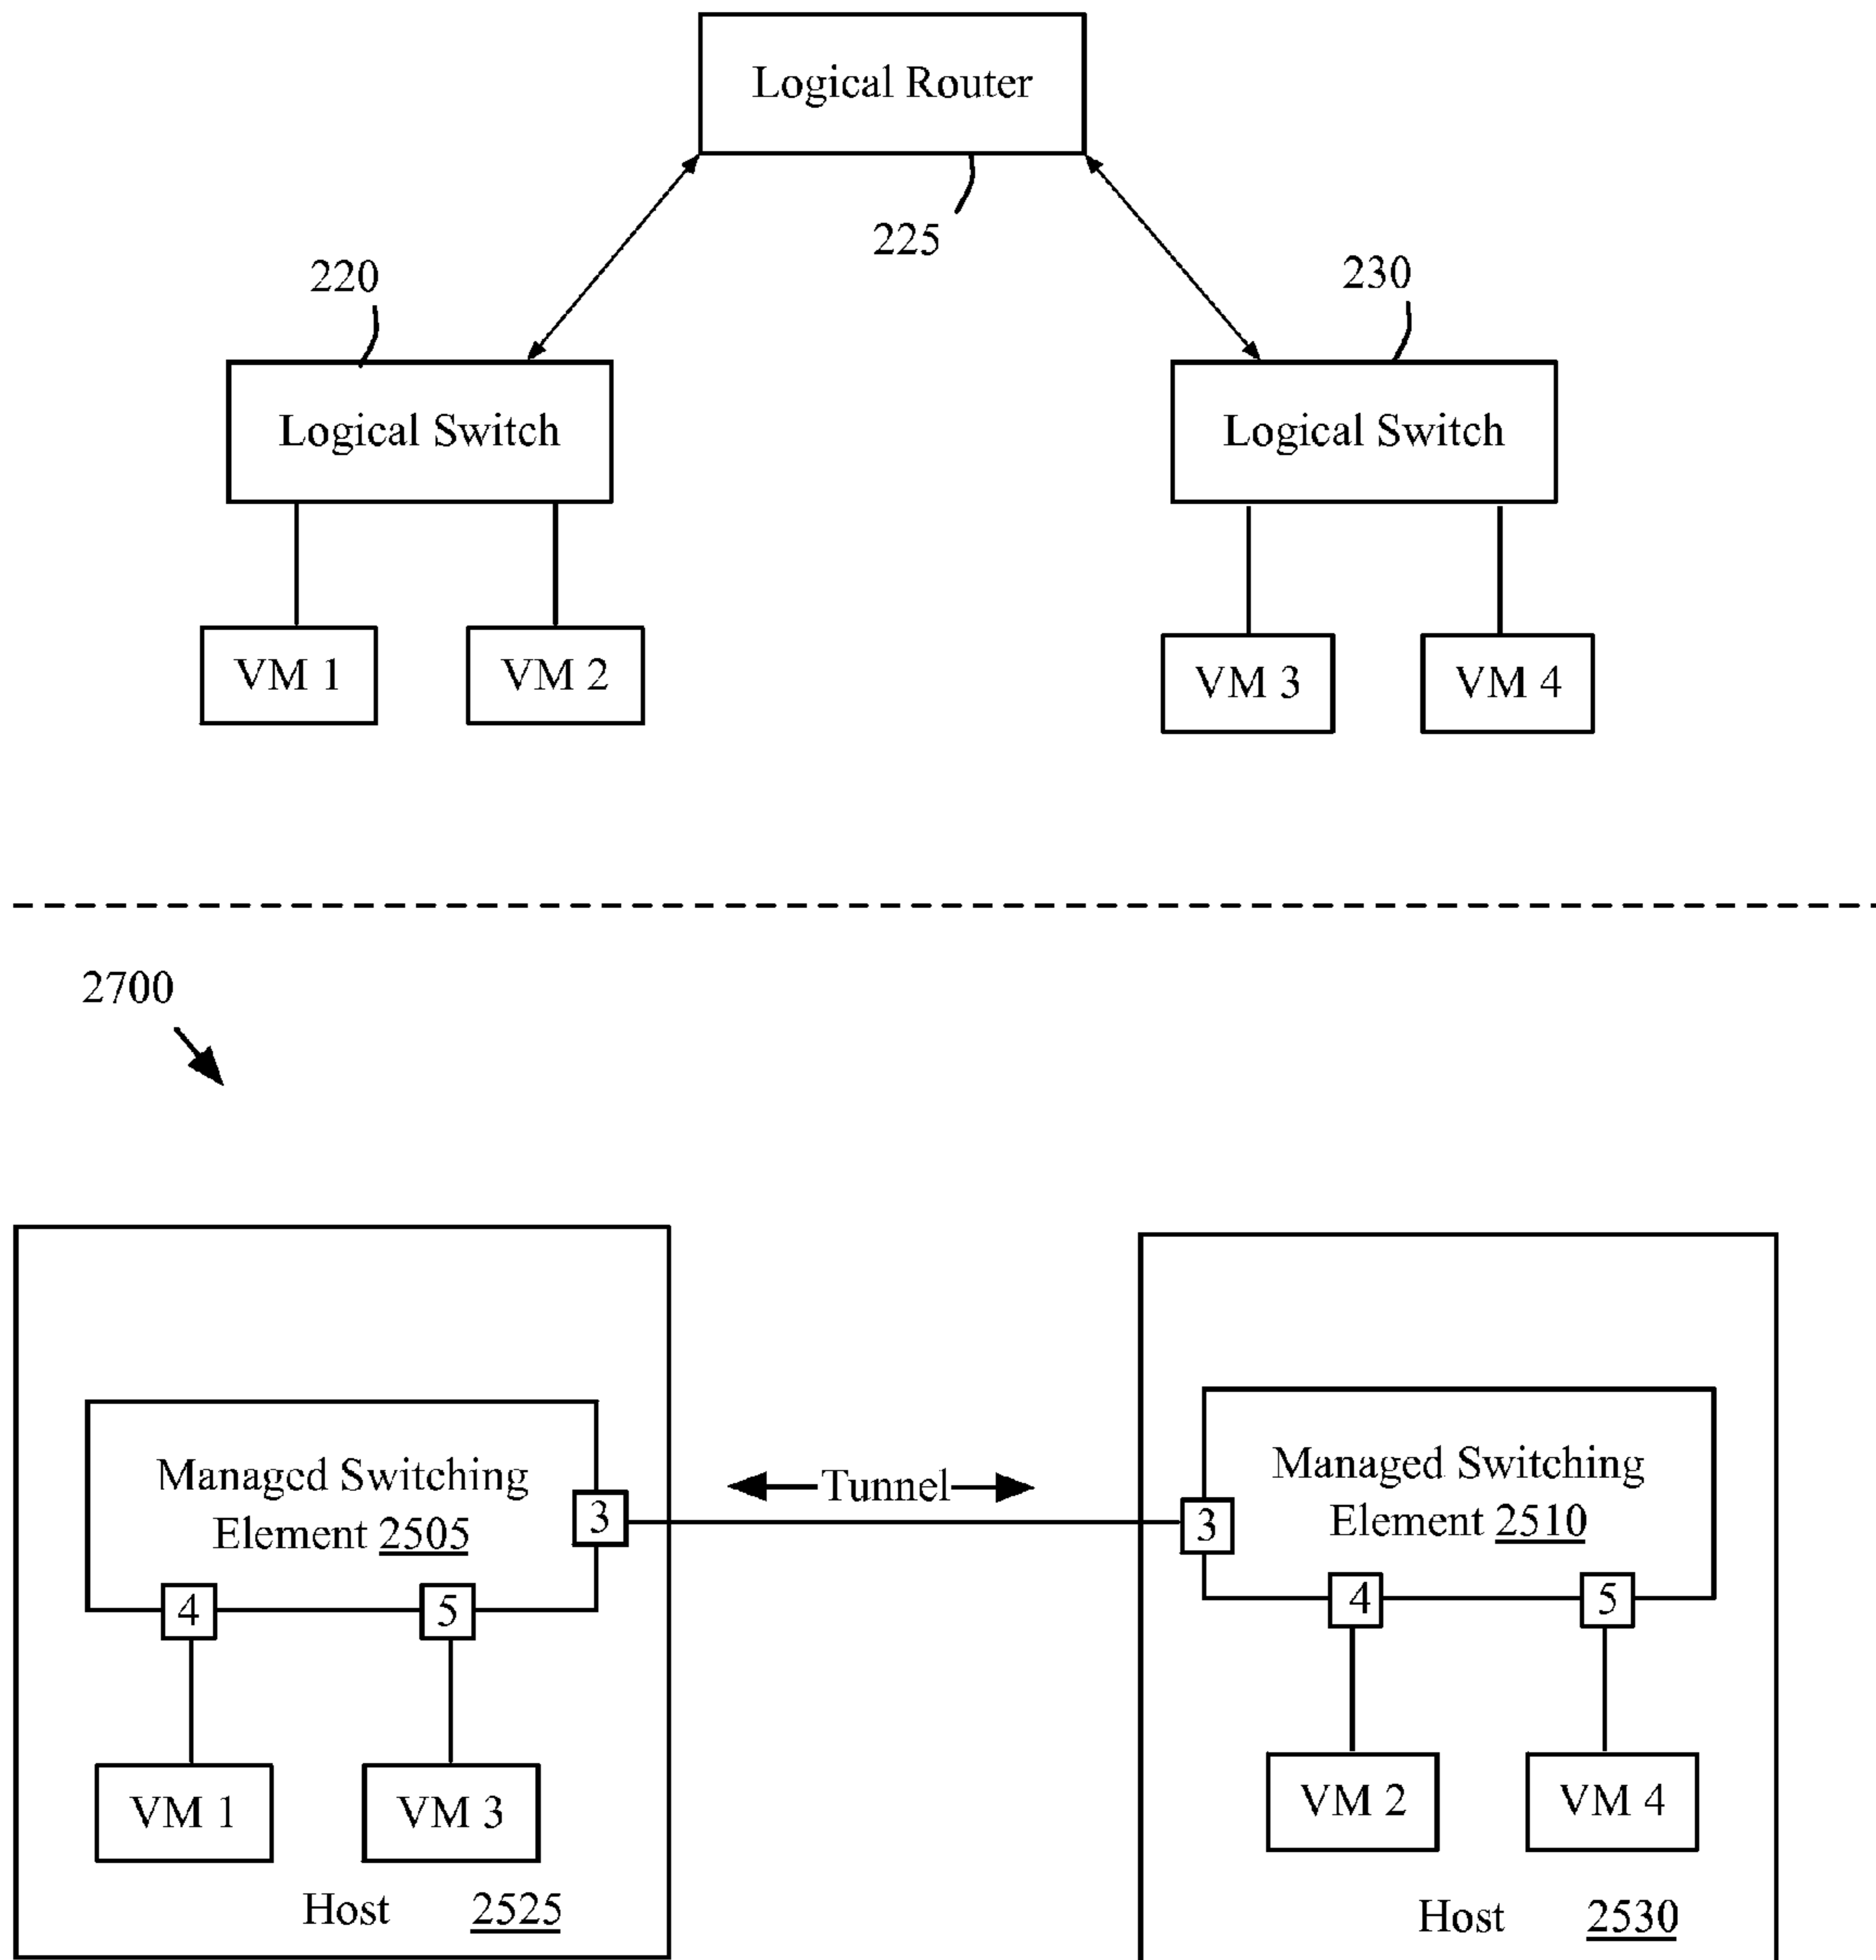 Logical Router
225
220
230
Logical Switch
Logical Switch
VM 1
VM 2
VM 3
VM 4
2700
Managed Switching
Element 2505
3
4
5
Tunnel
Managed Switching
Element 2510
3
4
5
VM 1
VM 3
VM 2
VM 4
Host 2525
Host 2530